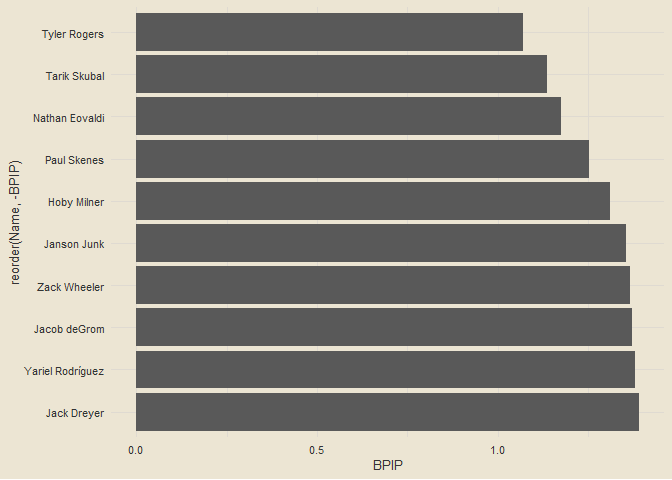 Tyler Rogers
Tarik Skubal
Nathan Eovaldi
Paul Skenes
Hoby Milner
Janson Junk
Zack Wheeler
Jacob deGrom
Yariel Rodríguez
Jack Dreyer
reorder(Name, -BPIP)
0.0 0.5 1.0
BPIP